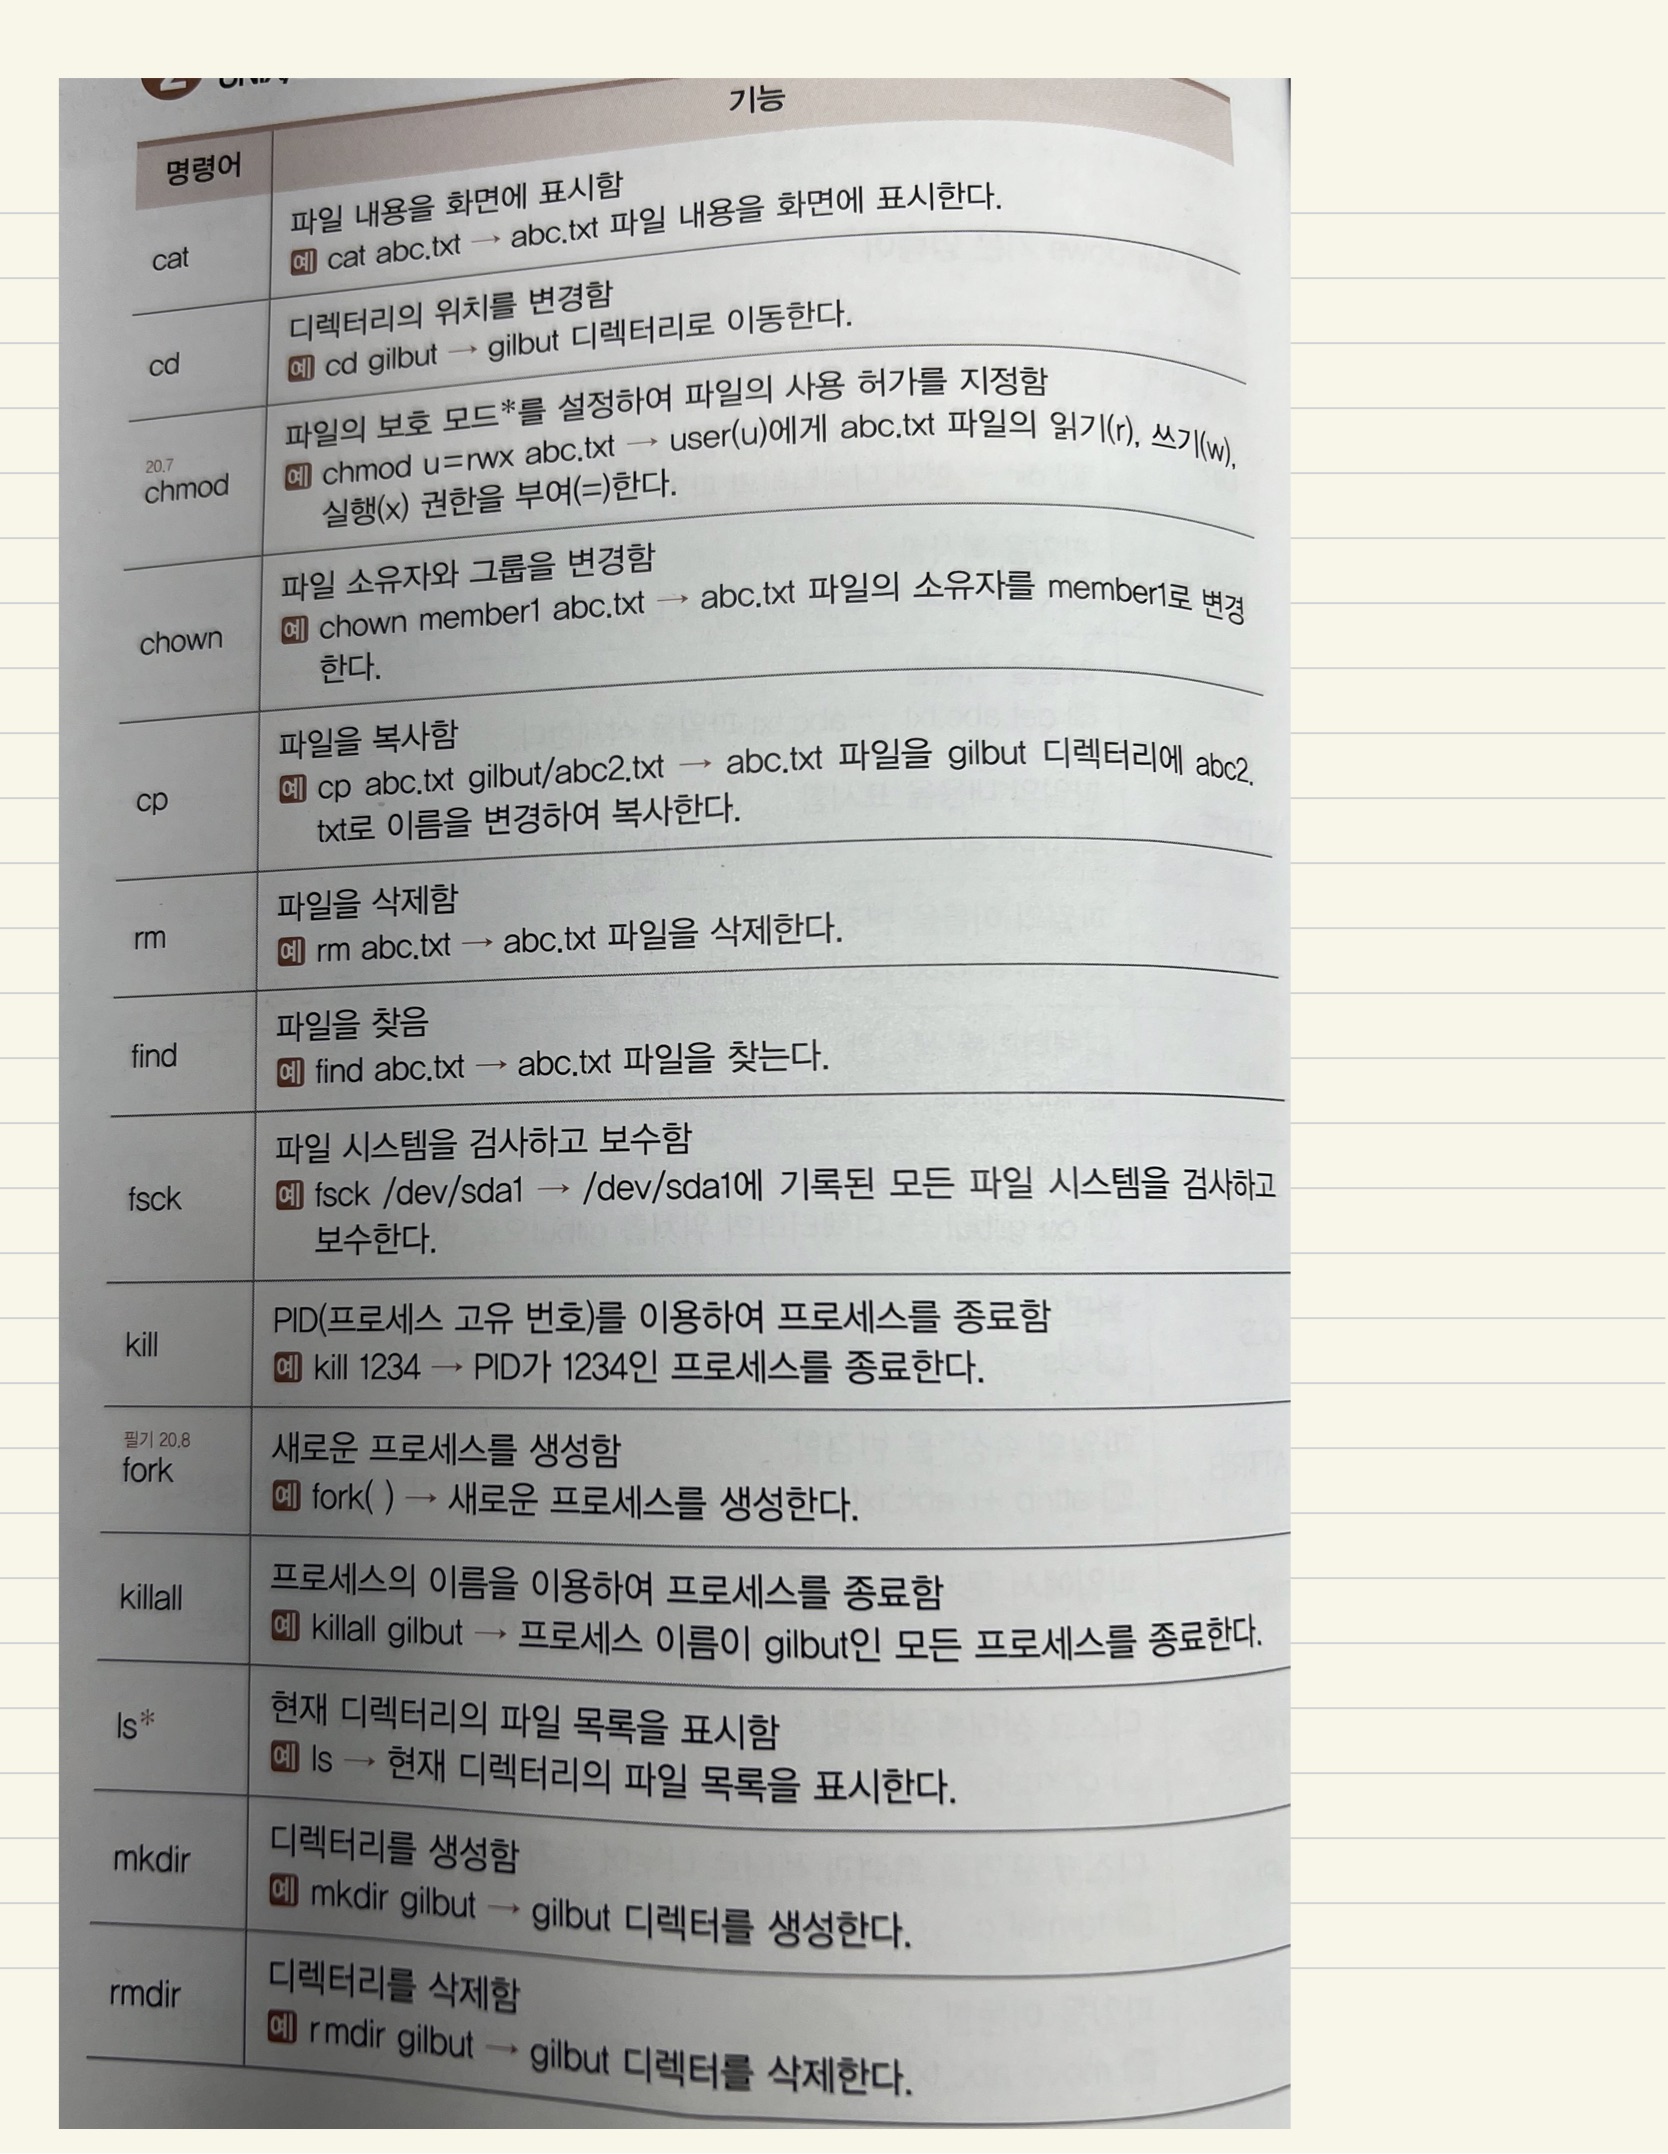 2
명령어
기능
cat
파일 내용을 화면에 표시함
예 cat abc.txt → abc.txt 파일 내용을 화면에 표시한다.
cd
디렉터리의 위치를 변경함
예 cd gilbut → gilbut 디렉터리로 이동한다.
20.7
chmod
파일의 보호 모드*를 설정하여 파일의 사용 허가를 지정함
예 chmod u=rwx abc.txt → user(u)에게 abc.txt 파일의 읽기(r), 쓰기(w),
실행(x) 권한을 부여(=)한다.
chown
파일 소유자와 그룹을 변경함
예 chown member1 abc.txt → abc.txt 파일의 소유자를 member1로 변경
한다.
cp
파일을 복사함
예 cp abc.txt gilbut/abc2.txt → abc.txt 파일을 gilbut 디렉터리에 abc2.
txt로 이름을 변경하여 복사한다.
rm
파일을 삭제함
예 rm abc.txt → abc.txt 파일을 삭제한다.
find
파일을 찾음
예 find abc.txt → abc.txt 파일을 찾는다.
fsck
파일 시스템을 검사하고 보수함
예 fsck /dev/sda1 → /dev/sda1에 기록된 모든 파일 시스템을 검사하고
보수한다.
kill
PID(프로세스 고유 번호)를 이용하여 프로세스를 종료함
예 kill 1234 → PID가 1234인 프로세스를 종료한다.
필기 20.8
fork
새로운 프로세스를 생성함
예 fork( ) → 새로운 프로세스를 생성한다.
killall
프로세스의 이름을 이용하여 프로세스를 종료함
예 killall gilbut → 프로세스 이름이 gilbut인 모든 프로세스를 종료한다.
ls*
현재 디렉터리의 파일 목록을 표시함
예 ls → 현재 디렉터리의 파일 목록을 표시한다.
mkdir
디렉터리를 생성함
예 mkdir gilbut → gilbut 디렉터를 생성한다.
rmdir
디렉터리를 삭제함
예 rmdir gilbut → gilbut 디렉터를 삭제한다.